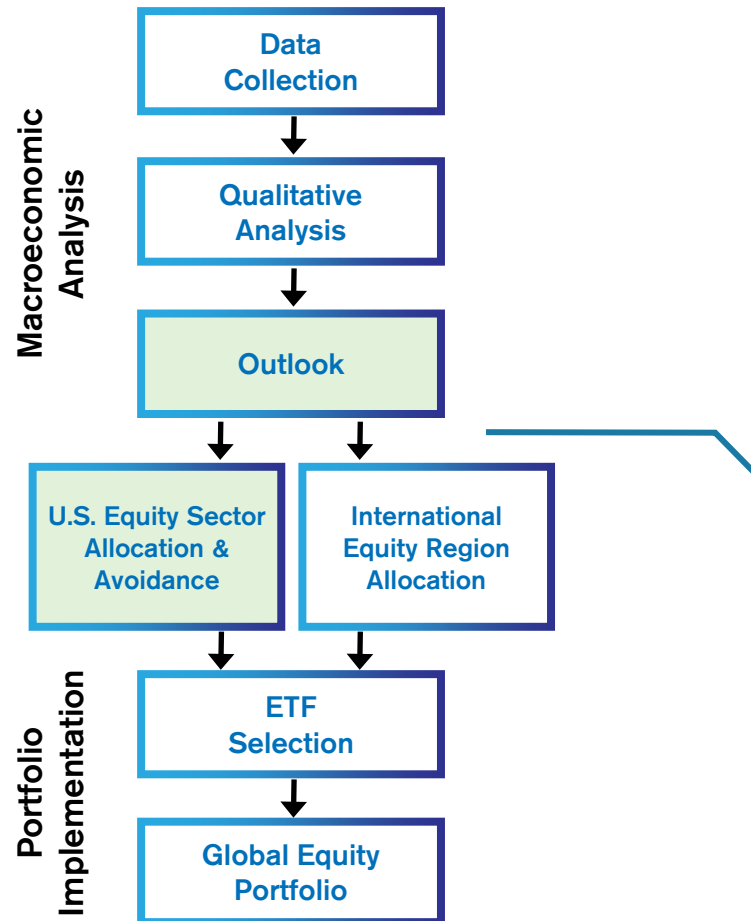 Macroeconomic
Analysis
Data
Collection
Qualitative
Analysis
Outlook
U.S. Equity Sector
Allocation &
Avoidance
International
Equity Region
Allocation
Portfolio
Implementation
ETF
Selection
Global Equity
Portfolio